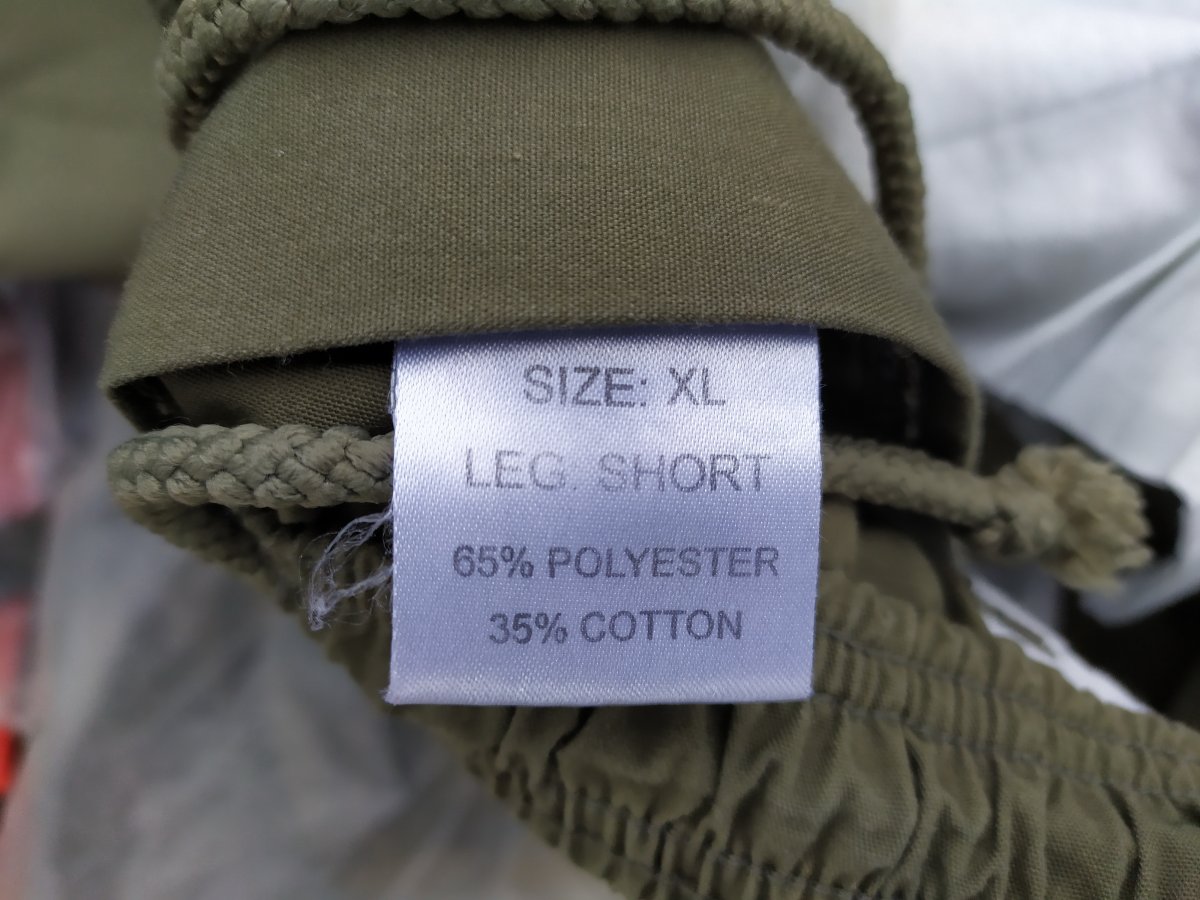 SIZE: XL
LEG. SHORT
65% POLYESTER
35% COTTON